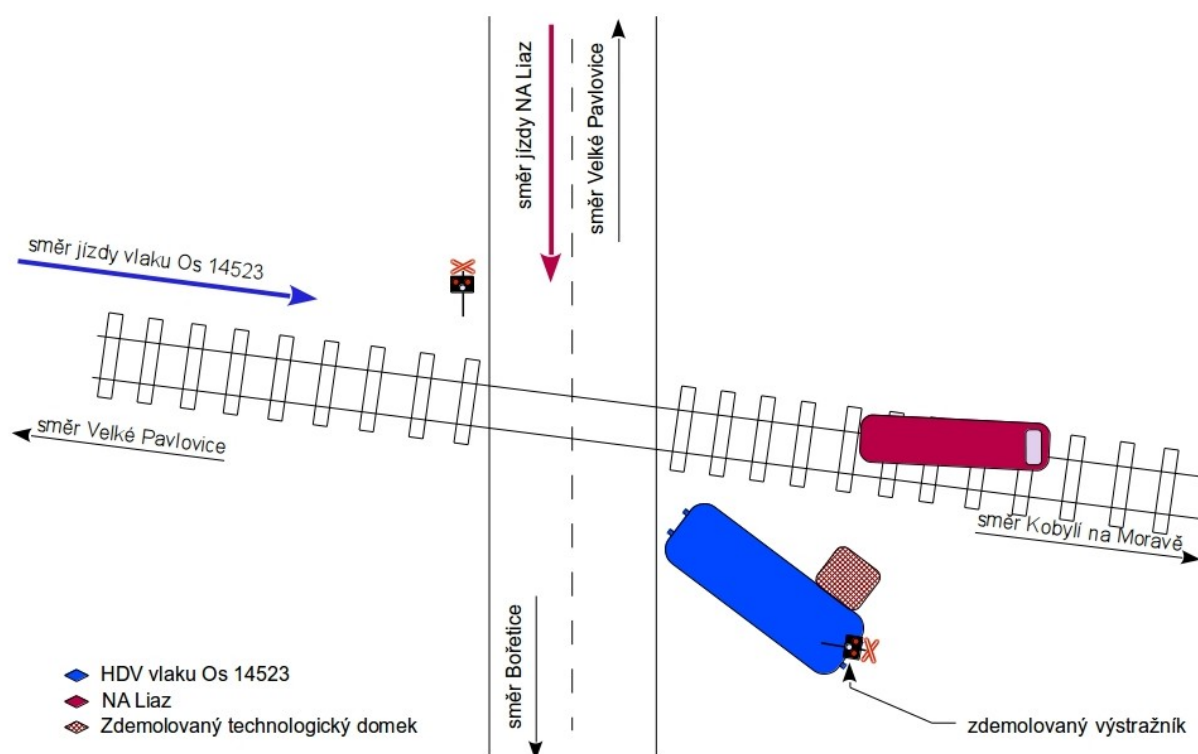 směr jízdy NA Liaz
směr Velké Pavlovice
směr jízdy vlaku Os 14523
směr Velké Pavlovice
směr Kobylí na Moravě
směr Bořetice
HDV vlaku Os 14523
NA Liaz
Zdemolovaný technologický domek
zdemolovaný výstražník